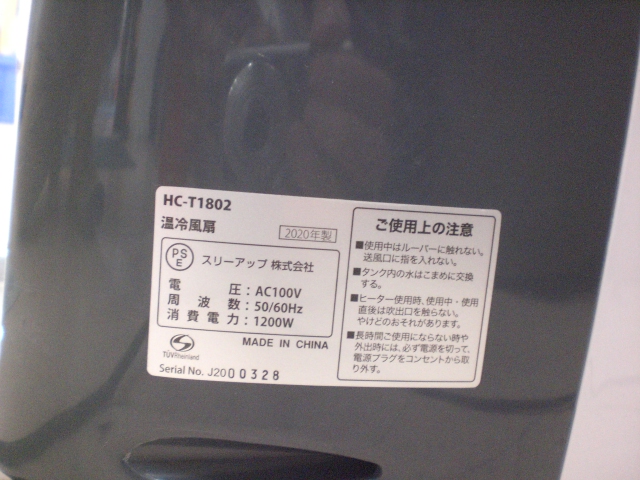 HC-T1802
温冷風扇
2020年製
PS
E
スリーアップ 株式会社
電圧：AC100V
周波数：50/60Hz
消費電力：1200W
TÜVRheinland
MADE IN CHINA
Serial No. J2000328
ご使用上の注意
■使用中はルーバーに触れない。
送風口に指を入れない。
■タンク内の水はこまめに交換
する。
■ヒーター使用時、使用中・使用
直後は吹出口を触らない。
やけどのおそれがあります。
■長時間ご使用にならない時や
外出時には、必ず電源を切って、
電源プラグをコンセントから取
り外す。